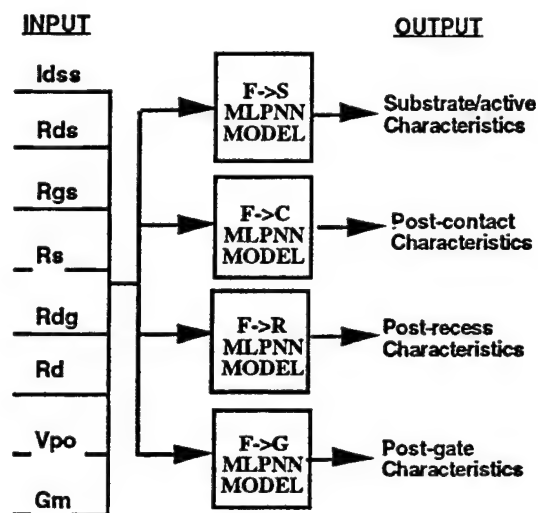 INPUT
Idss
Rds
Rgs
Rs
Rdg
Rd
Vpo
Gm
F->S
MLPNN
MODEL
F->C
MLPNN
MODEL
F->R
MLPNN
MODEL
F->G
MLPNN
MODEL
OUTPUT
Substrate/active
Characteristics
Post-contact
Characteristics
Post-recess
Characteristics
Post-gate
Characteristics